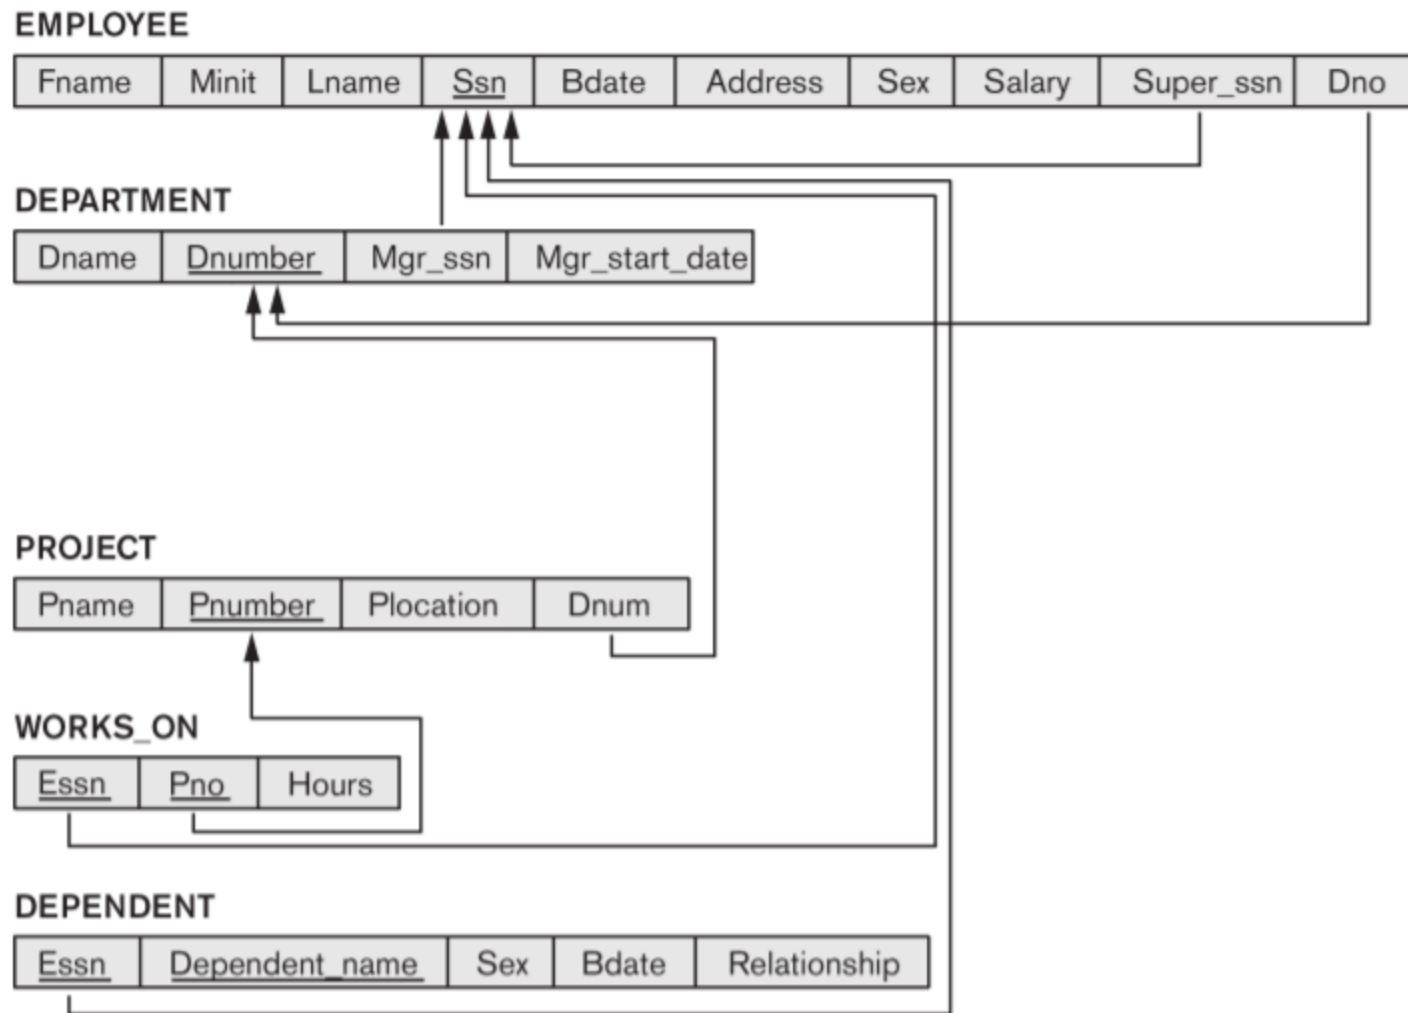 EMPLOYEE
Fname Minit Lname Ssn Bdate Address Sex Salary Super_ssn Dno
DEPARTMENT
Dname Dnumber Mgr_ssn Mgr_start_date
PROJECT
Pname Pnumber Plocation Dnum
WORKS_ON
Essn Pno Hours
DEPENDENT
Essn Dependent_name Sex Bdate Relationship